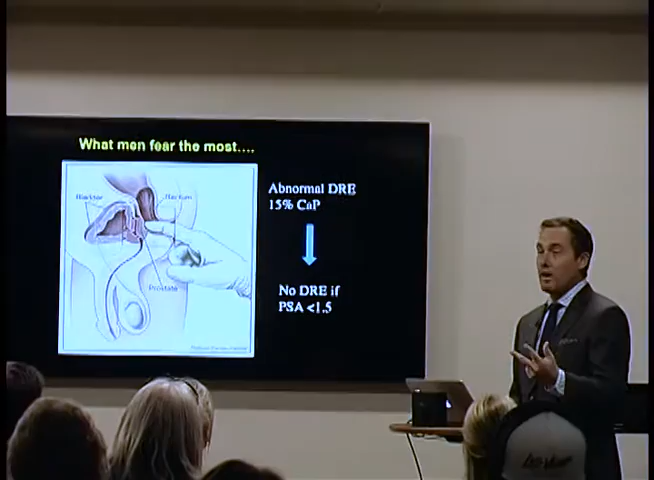 What men fear the most....
Bladder
Rectum
Prostate
Abnormal DRE
15% CaP
No DRE if
PSA <1.5